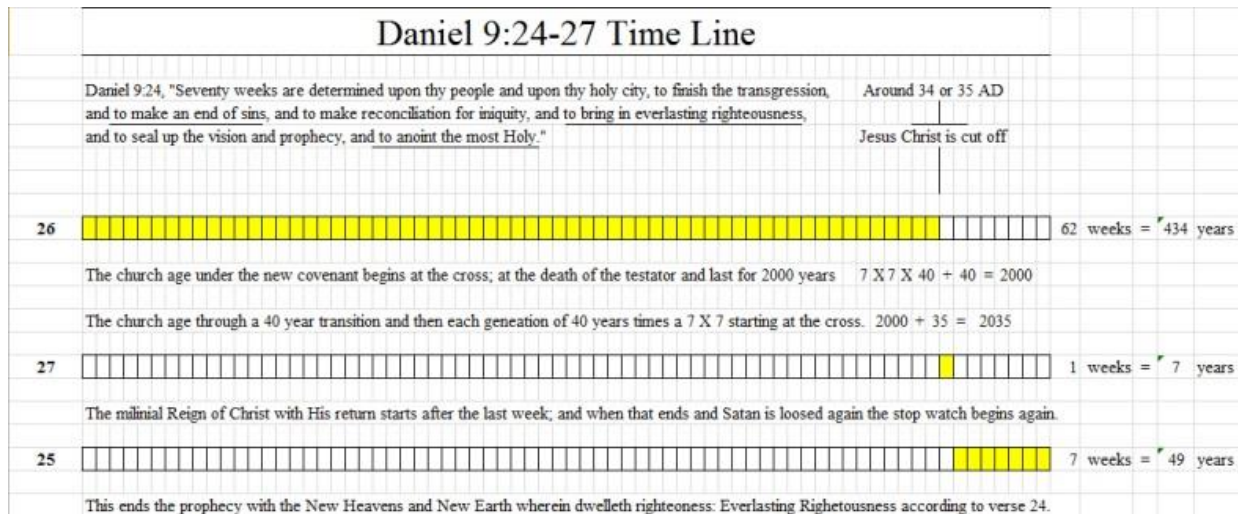 Daniel 9:24-27 Time Line
Daniel 9:24, "Seventy weeks are determined upon thy people and upon thy holy city, to finish the transgression,
Around 34 or 35 AD
and to make an end of sins, and to make reconciliation for iniquity, and to bring in everlasting righteousness,
and to seal up the vision and prophecy, and to anoint the most Holy."
Jesus Christ is cut off
26 62 weeks = 434 years
The church age under the new covenant begins at the cross; at the death of the testator and last for 2000 years 7 X 7 X 40 + 40 = 2000
The church age through a 40 year transition and then each geneation of 40 years times a 7 X 7 starting at the cross. 2000 + 35 = 2035
27 1 weeks = 7 years
The milinial Reign of Christ with His return starts after the last week; and when that ends and Satan is loosed again the stop watch begins again.
25 7 weeks = 49 years
This ends the prophecy with the New Heavens and New Earth wherein dwelleth righteoness: Everlasting Righetousness according to verse 24.